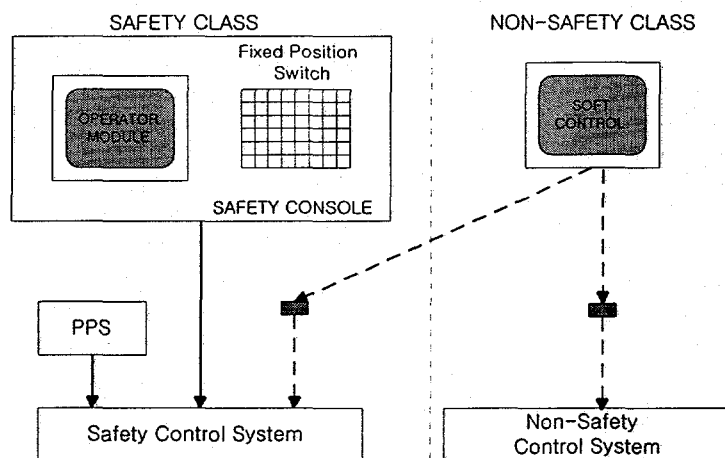 SAFETY CLASS
NON-SAFETY CLASS
Fixed Position
Switch
OPERATOR
MODULE
SOFT
CONTROL
SAFETY CONSOLE
PPS
Safety Control System
Non-Safety
Control System